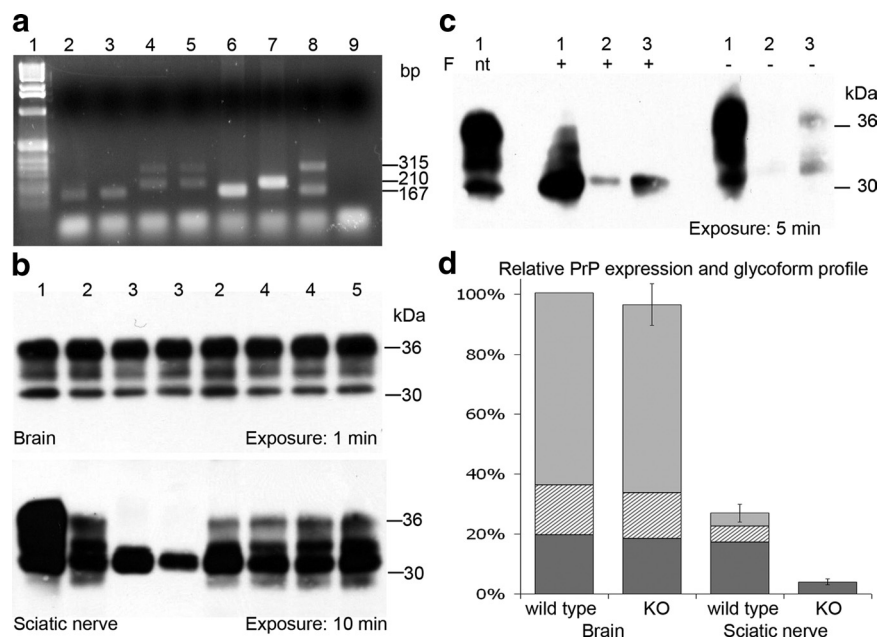 a
1 2 3 4 5 6 7 8 9
bp
315
210
167
b
1 2 3 3 2 4 4 5
kDa
36
30
Brain Exposure: 1 min
36
30
Sciatic nerve Exposure: 10 min
c
1 1 2 3 1 2 3
F nt + + + - - -
kDa
36
30
Exposure: 5 min
d
Relative PrP expression and glycoform profile
100%
80%
60%
40%
20%
0%
wild type KO wild type KO
Brain Sciatic nerve